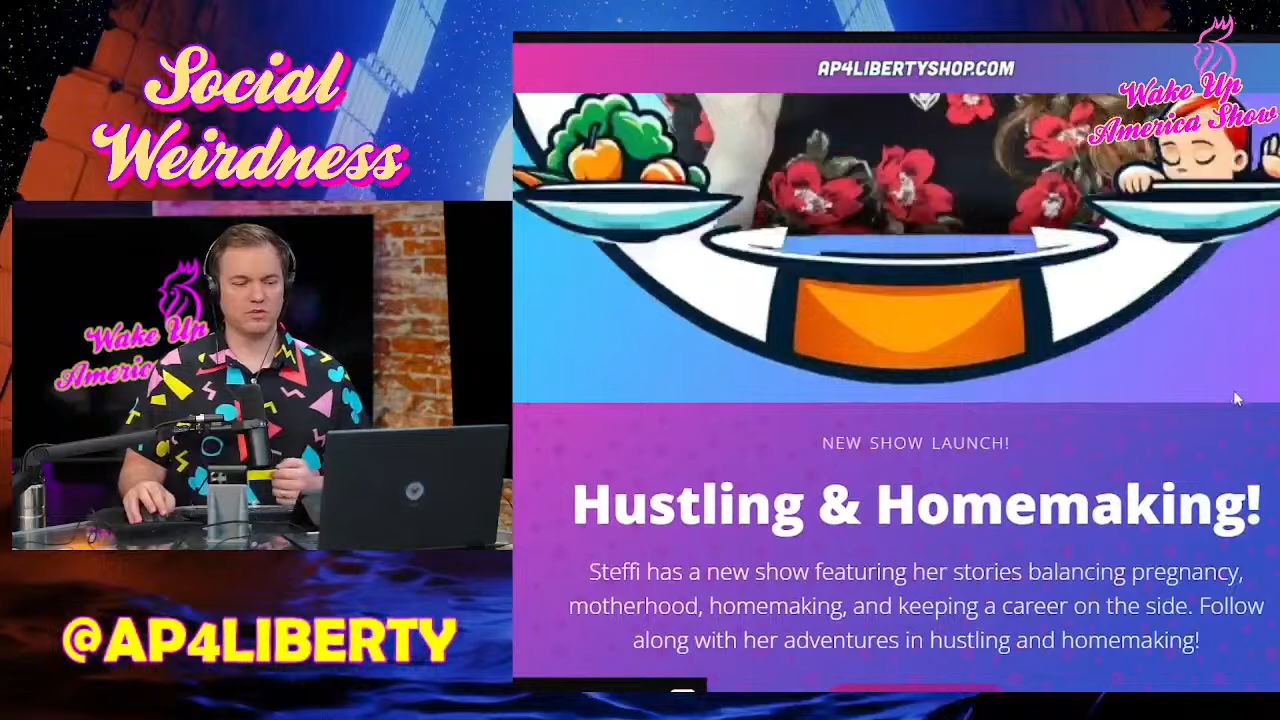 Social
Weirdness
AP4LIBERTYSHOP.COM
Wake Up
America Show
Wake Up
Americ
NEW SHOW LAUNCH!
Hustling & Homemaking!
Steffi has a new show featuring her stories balancing pregnancy,
motherhood, homemaking, and keeping a career on the side. Follow
along with her adventures in hustling and homemaking!
@AP4LIBERTY